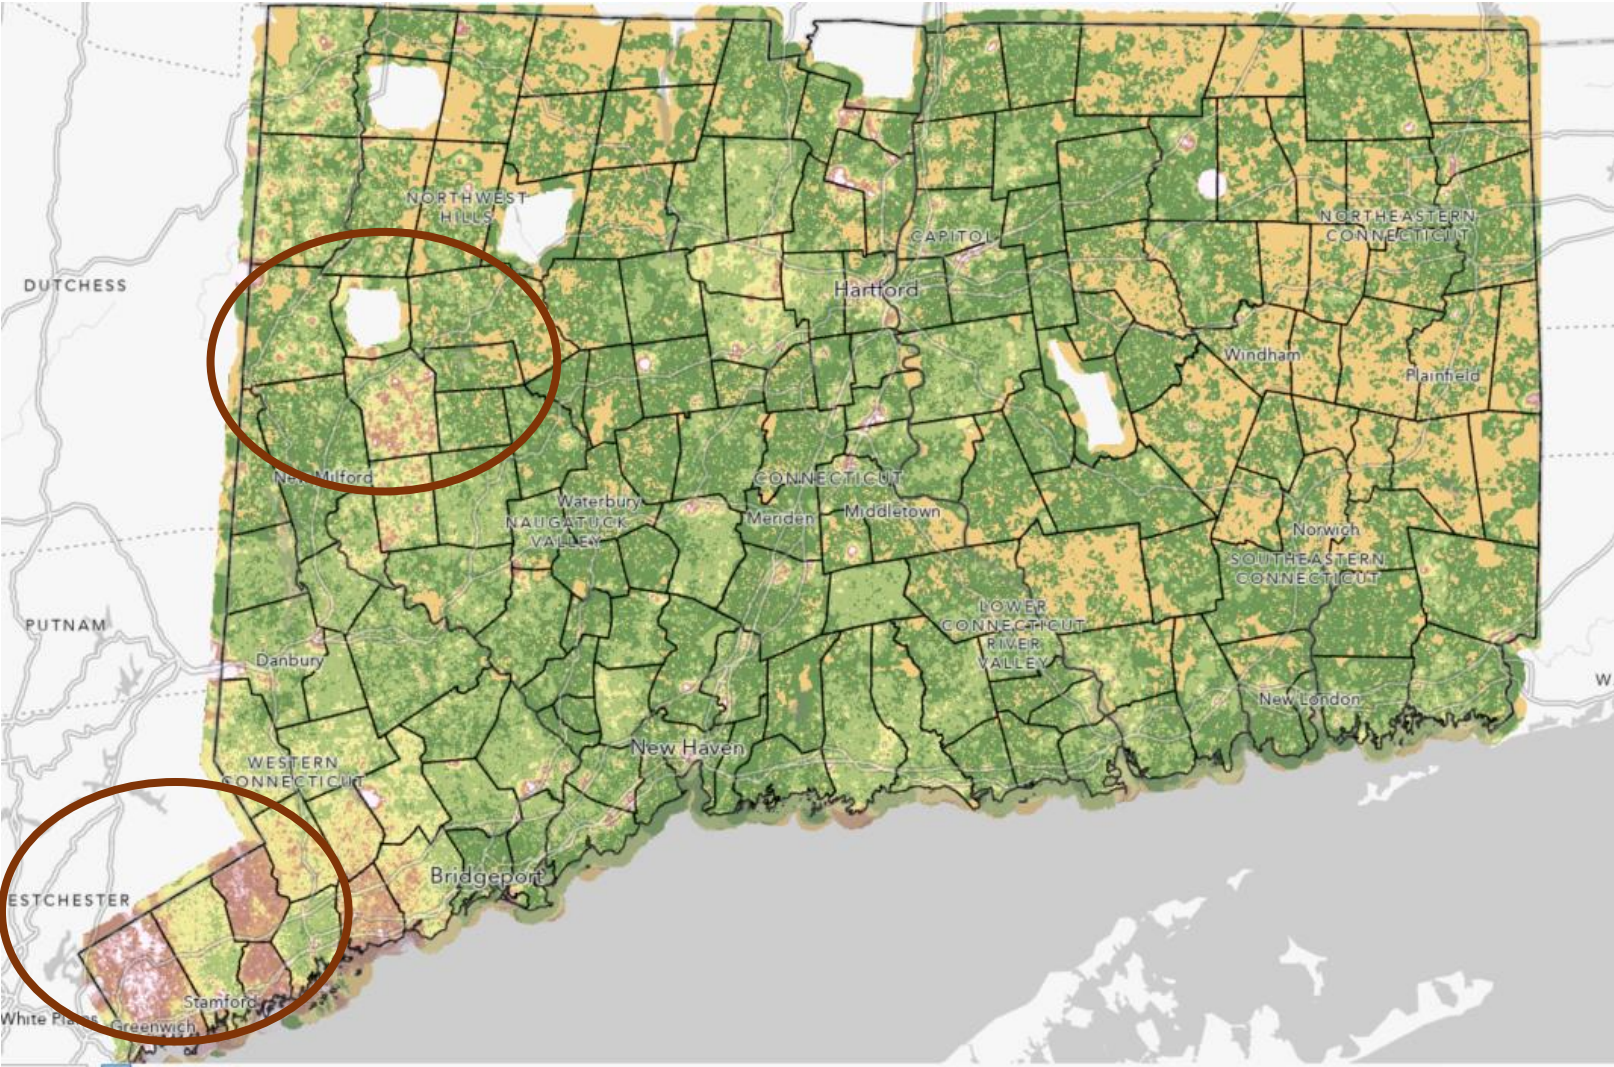 NORTHWEST
HILLS
NORTHEASTERN
CONNECTICUT
CAPITOL
DUTCHESS
Hartford
Windham
Plainfield
New Milford
CONNECTICUT
Waterbury
Meriden
Middletown
NAUGATUCK
VALLEY
Norwich
SOUTHEASTERN
CONNECTICUT
LOWER
CONNECTICUT
RIVER
VALLEY
PUTNAM
Danbury
W
New London
New Haven
WESTERN
CONNECTICUT
Bridgeport
ESTCHESTER
Stamford
White Plains
Greenwich